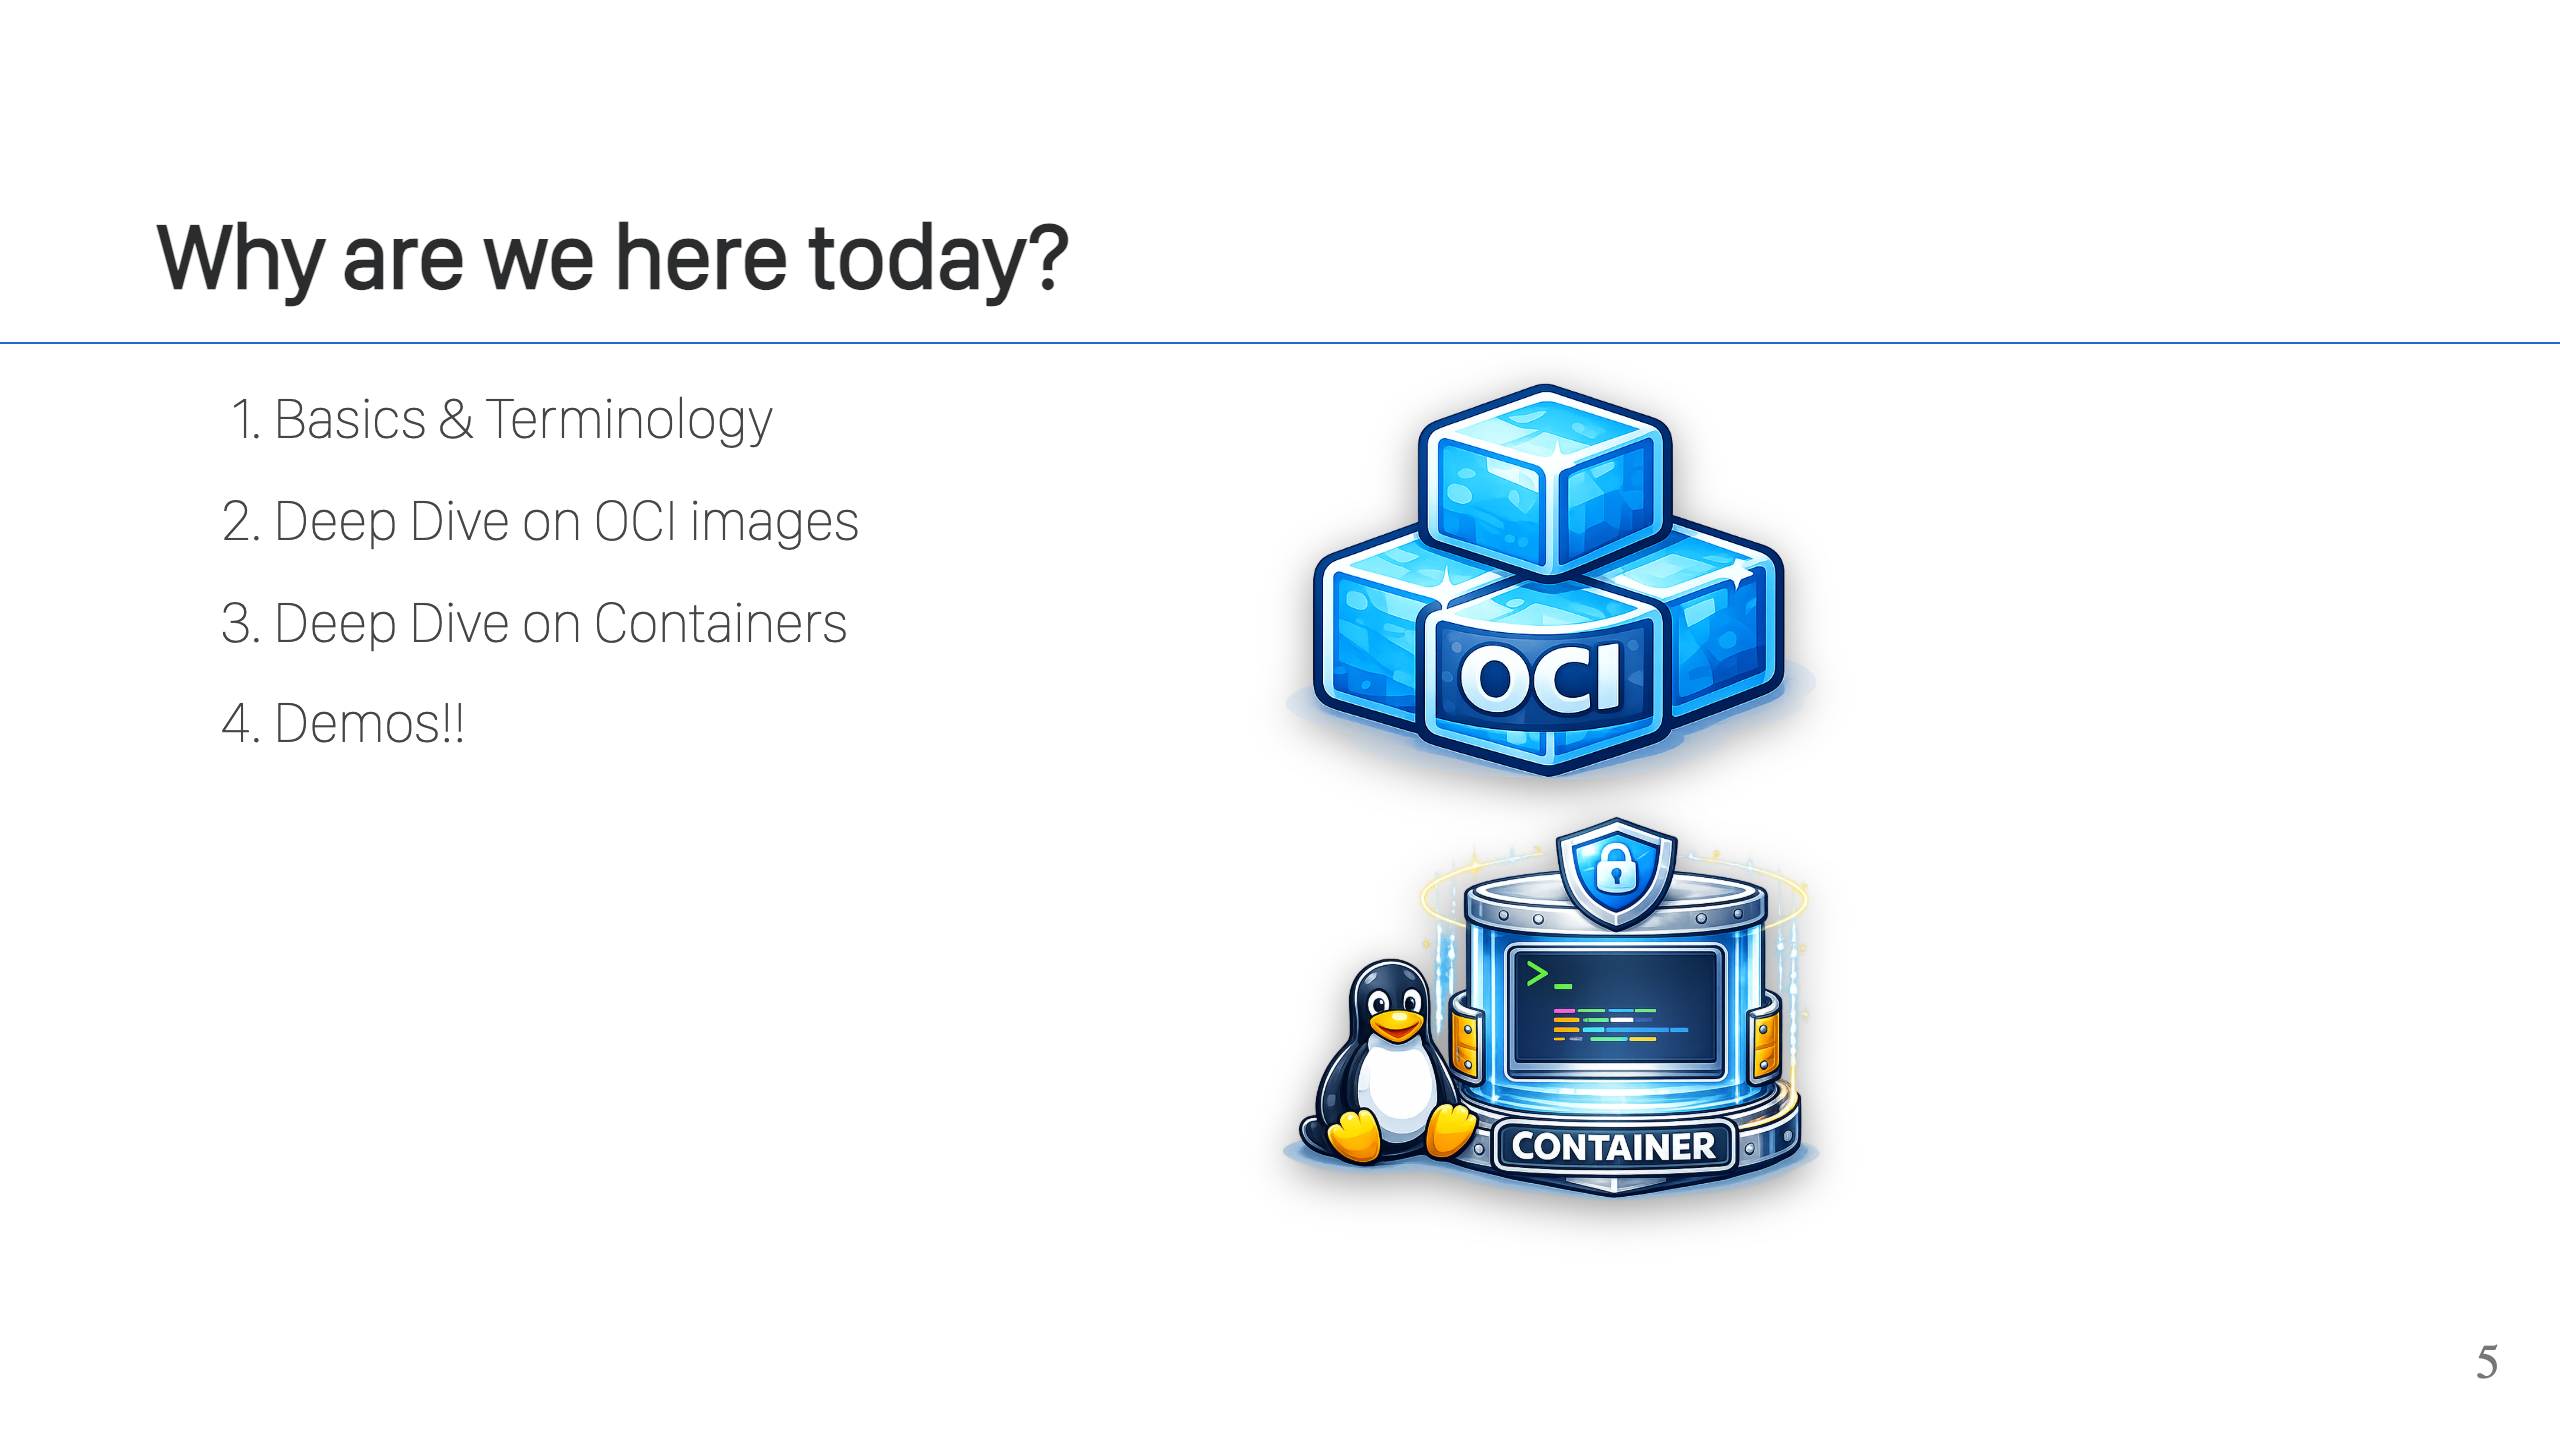 Why are we here today?
1. Basics & Terminology
2. Deep Dive on OCI images
3. Deep Dive on Containers
4. Demos!!
OCI
>_
CONTAINER
5